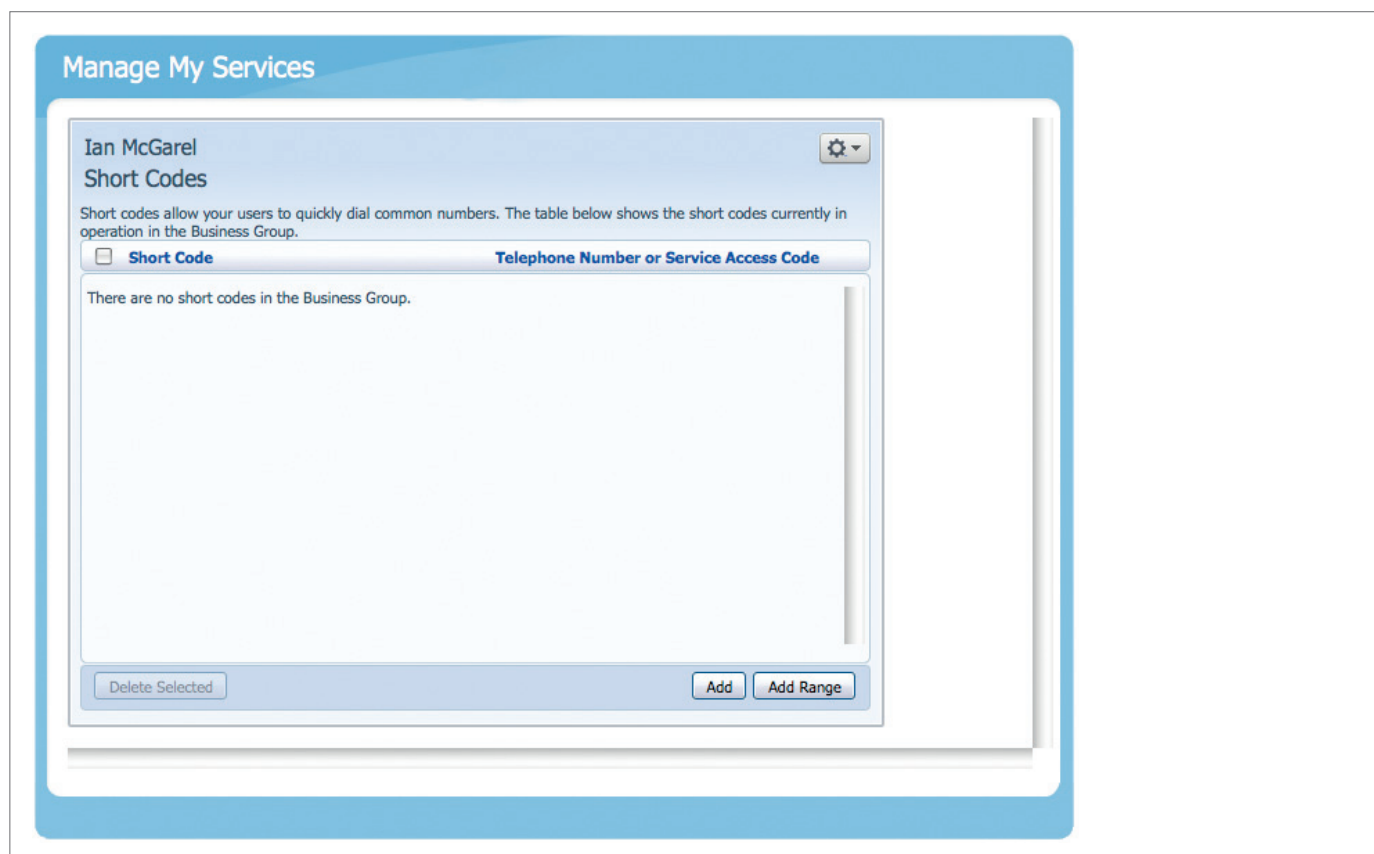 Manage My Services
Ian McGarel
Short Codes
Short codes allow your users to quickly dial common numbers. The table below shows the short codes currently in
operation in the Business Group.
Short Code Telephone Number or Service Access Code
There are no short codes in the Business Group.
Delete Selected Add Add Range